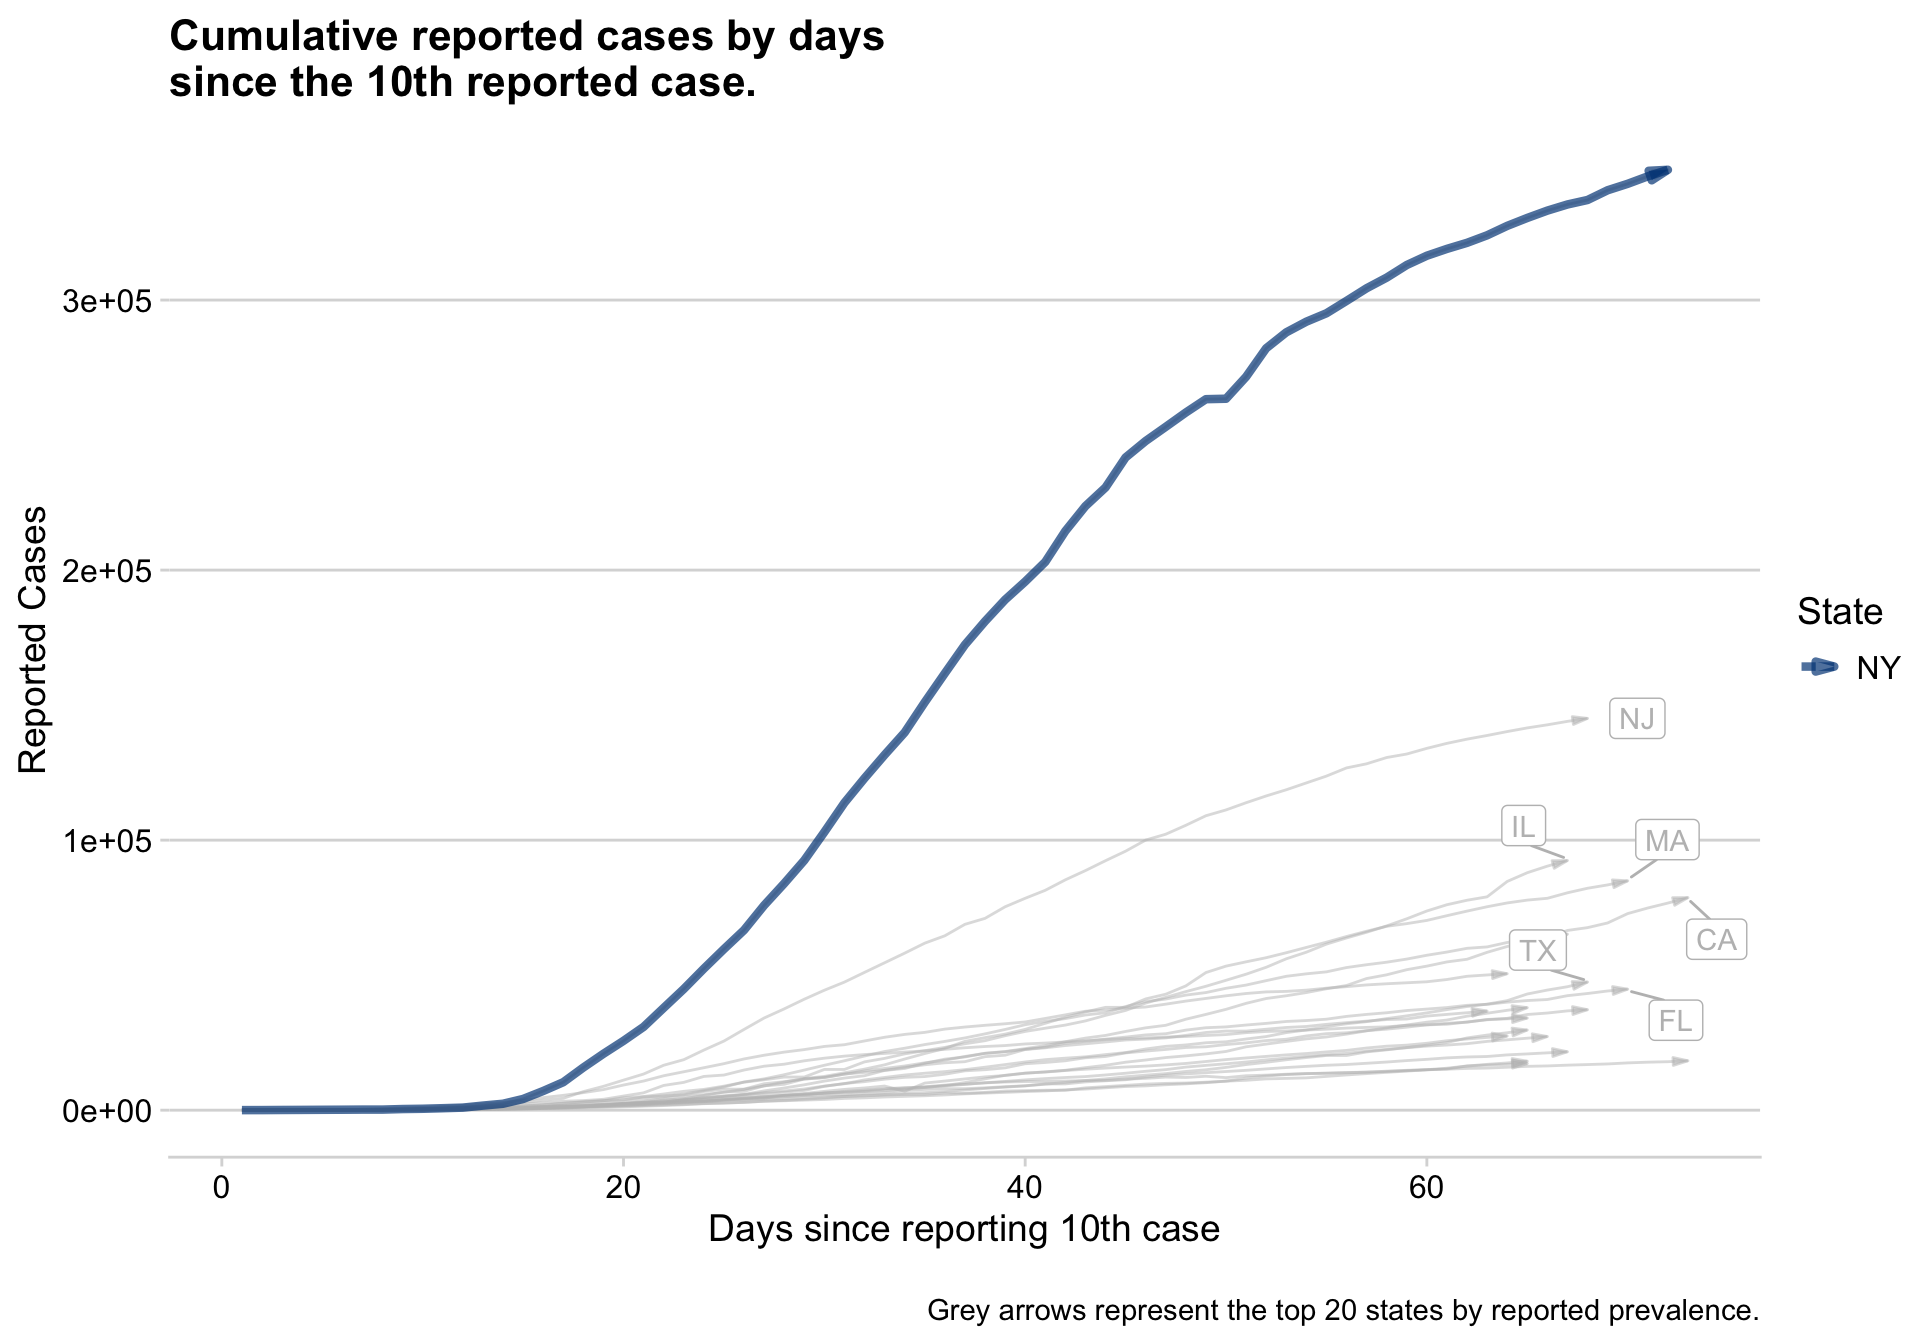 Cumulative reported cases by days
since the 10th reported case.
3e+05
2e+05
1e+05
0e+00
Reported Cases
NJ
IL
MA
CA
TX
FL
State
NY
0
20
40
60
Days since reporting 10th case
Grey arrows represent the top 20 states by reported prevalence.